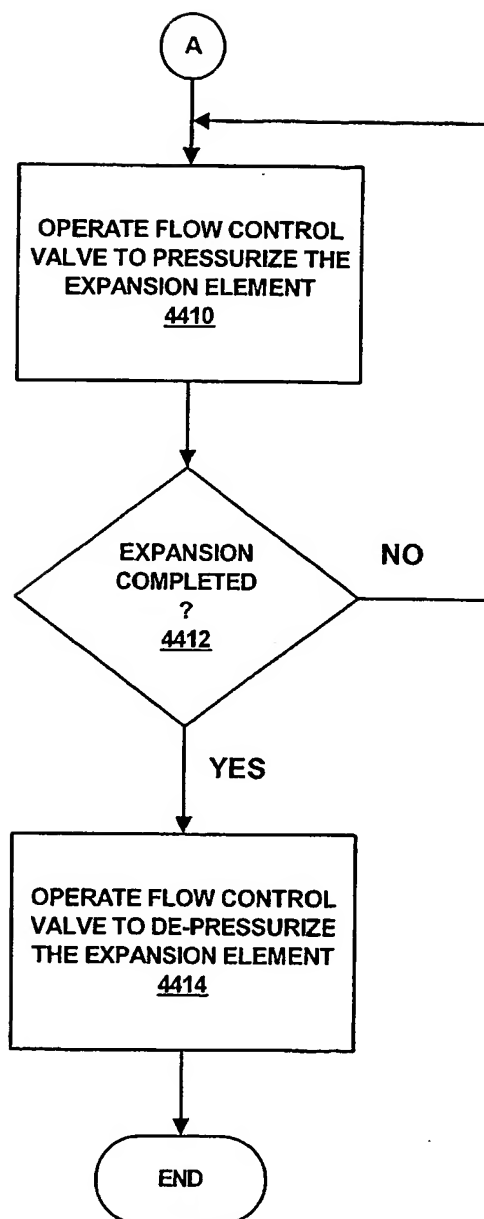 A
OPERATE FLOW CONTROL
VALVE TO PRESSURIZE THE
EXPANSION ELEMENT
4410
EXPANSION
COMPLETED
?
4412
NO
YES
OPERATE FLOW CONTROL
VALVE TO DE-PRESSURIZE
THE EXPANSION ELEMENT
4414
END